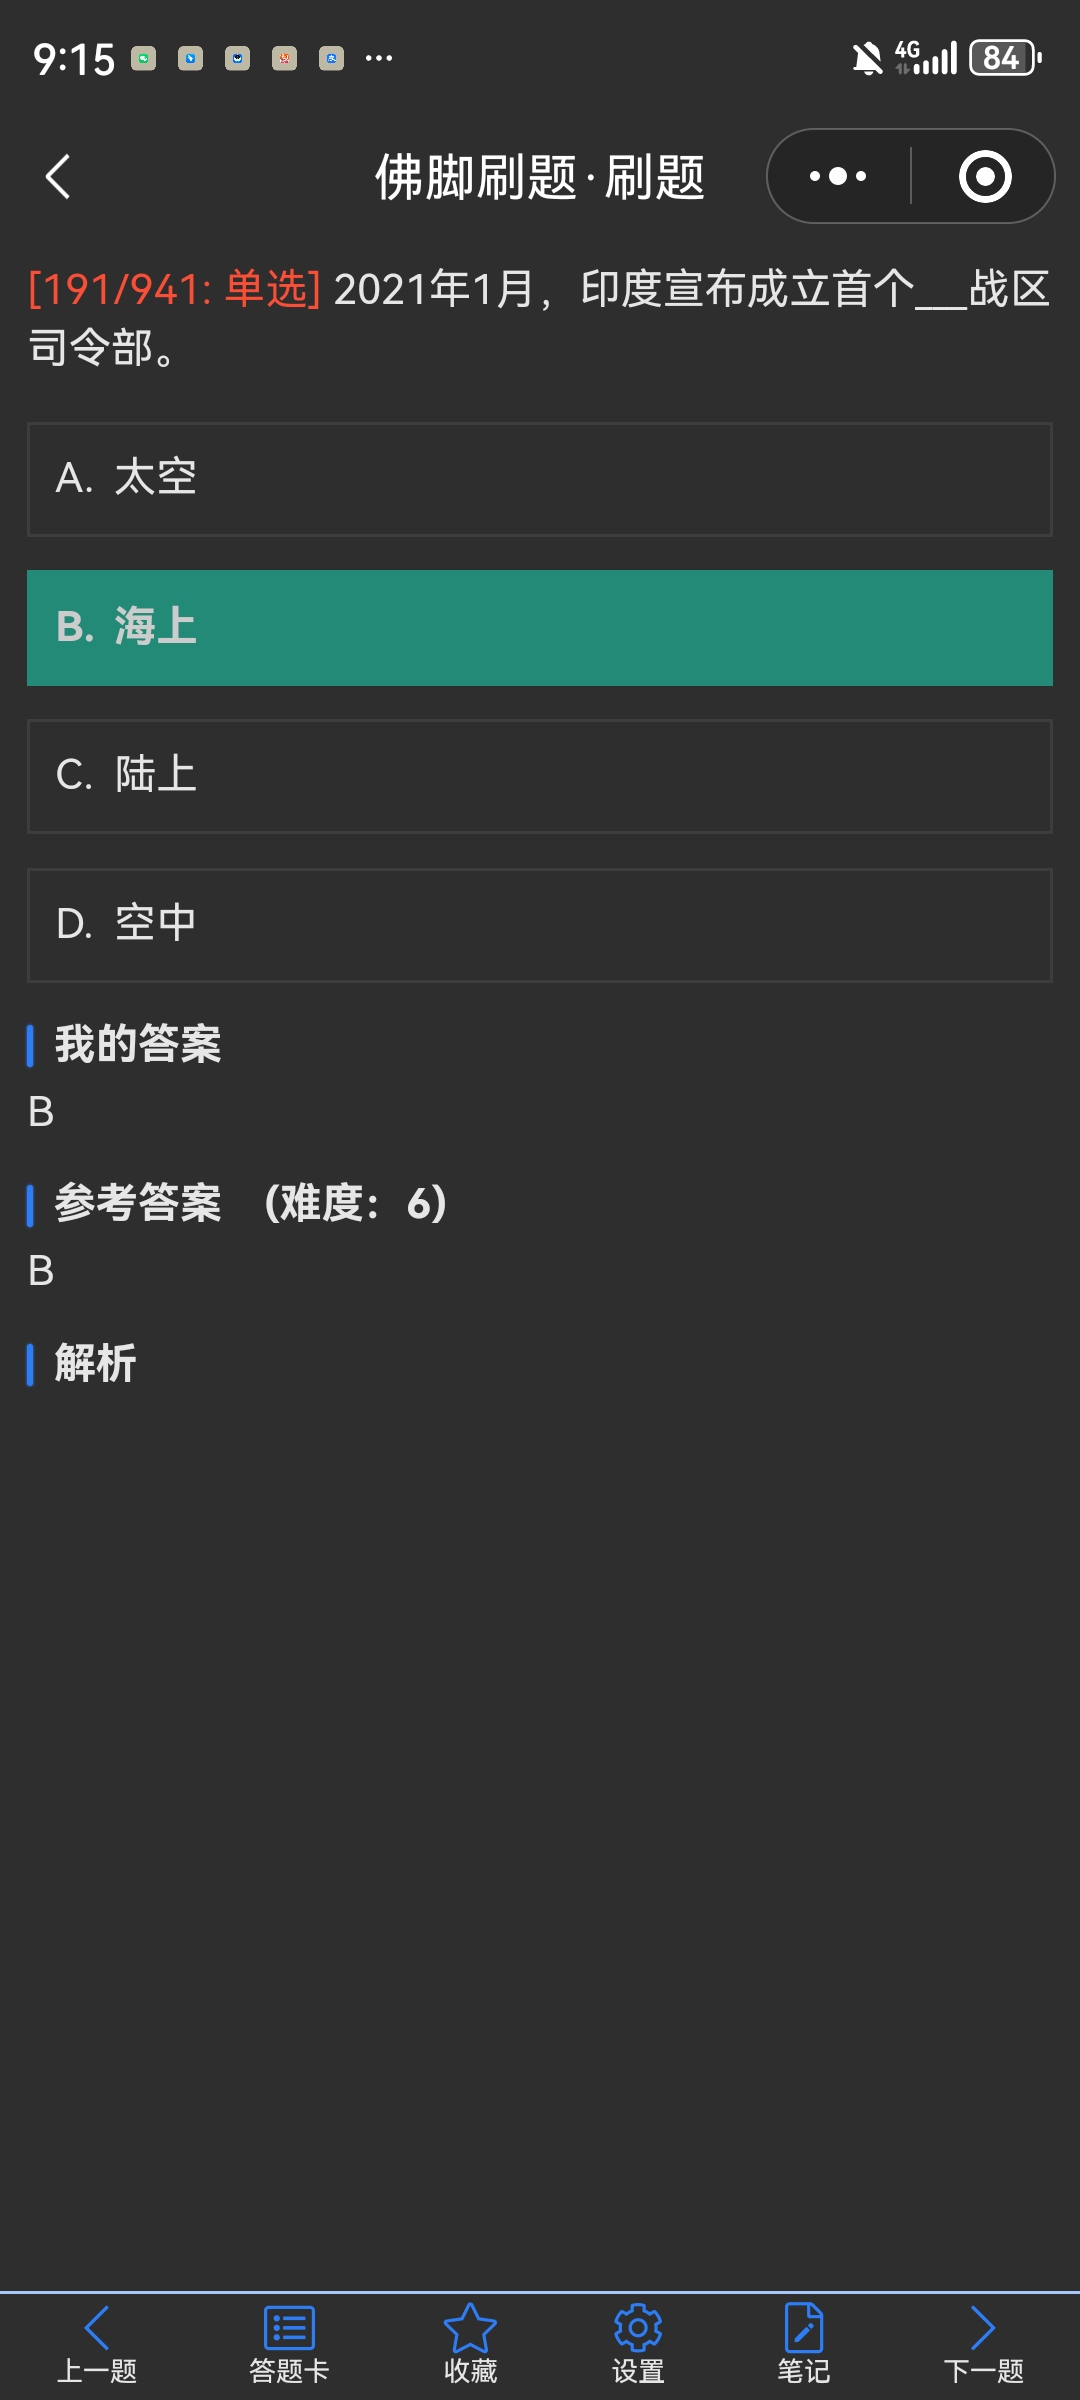 9:15 ··· 4G 84
佛脚刷题·刷题
[191/941: 单选] 2021年1月，印度宣布成立首个___战区
司令部。
A. 太空
B. 海上
C. 陆上
D. 空中
我的答案
B
参考答案 (难度：6)
B
解析
上一题 答题卡 收藏 设置 笔记 下一题